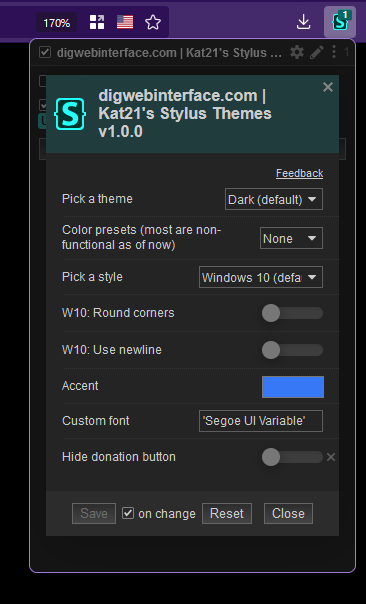 170%
1
digwebinterface.com | Kat21's Stylus ...
1
S
digwebinterface.com |
Kat21's Stylus Themes
v1.0.0
Feedback
Pick a theme
Dark (default)
Color presets (most are non-
functional as of now)
None
Pick a style
Windows 10 (defa
W10: Round corners
W10: Use newline
Accent
Custom font
'Segoe UI Variable'
Hide donation button
Save
on change
Reset
Close